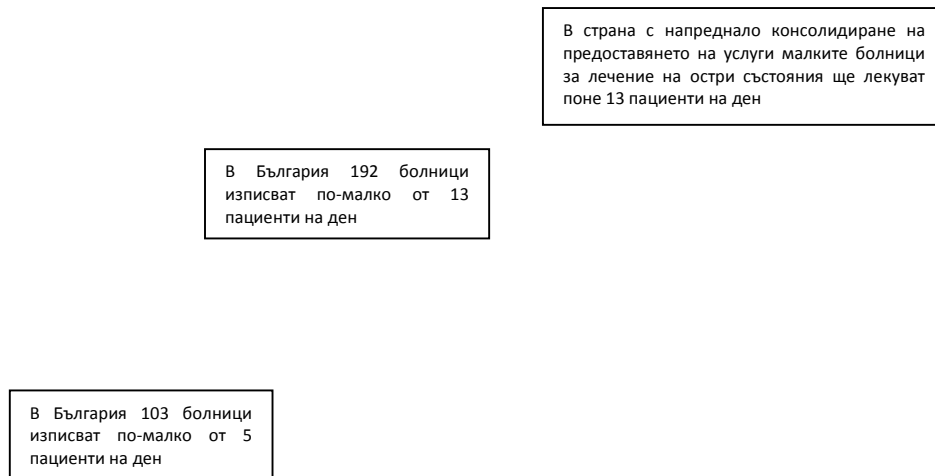 В страна с напреднало консолидиране на
предоставянето на услуги малките болници
за лечение на остри състояния ще лекуват
поне 13 пациенти на ден
В България 192 болници
изписват по-малко от 13
пациенти на ден
В България 103 болници
изписват по-малко от 5
пациенти на ден